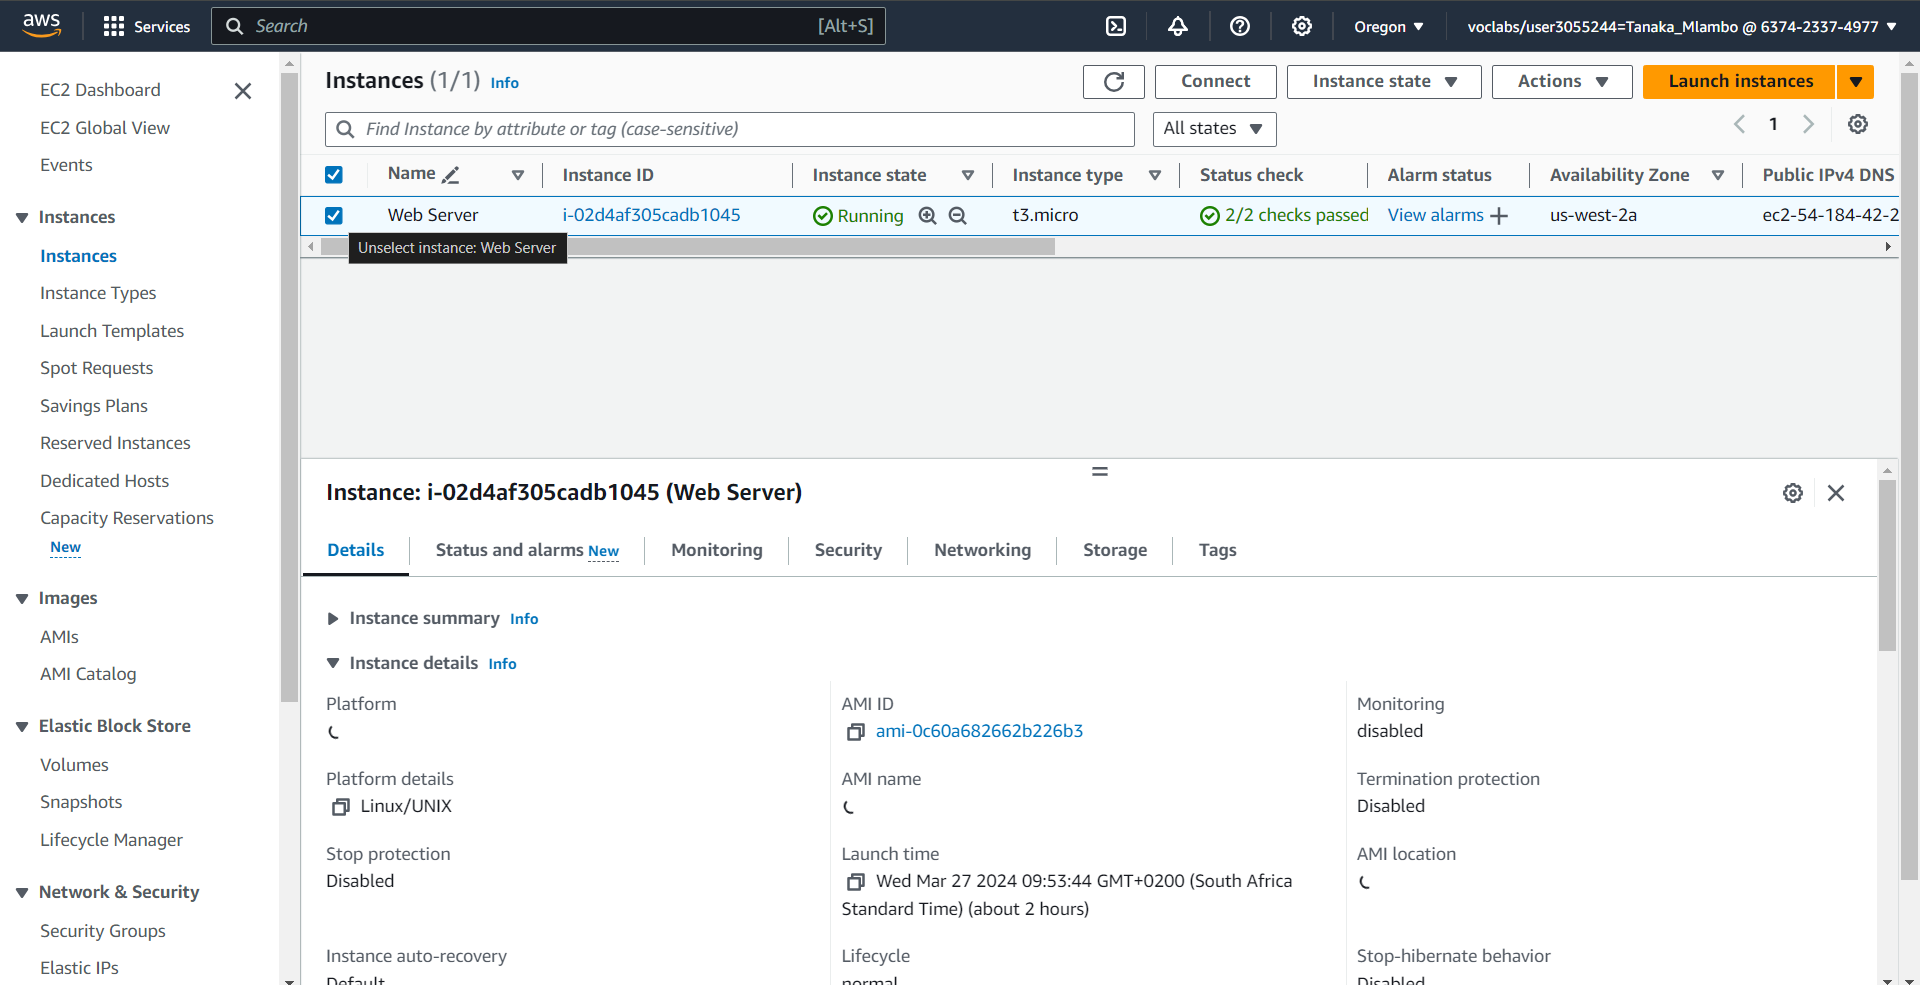 aws
Services
Search
[Alt+S]
Oregon
voclabs/user3055244=Tanaka_Mlambo @ 6374-2337-4977
EC2 Dashboard
EC2 Global View
Events
Instances
Instances
Instance Types
Launch Templates
Spot Requests
Savings Plans
Reserved Instances
Dedicated Hosts
Capacity Reservations
New
Images
AMIs
AMI Catalog
Elastic Block Store
Volumes
Snapshots
Lifecycle Manager
Network & Security
Security Groups
Elastic IPs
Instances (1/1) Info
Connect
Instance state
Actions
Launch instances
Find Instance by attribute or tag (case-sensitive)
All states
1
Name
Instance ID
Instance state
Instance type
Status check
Alarm status
Availability Zone
Public IPv4 DNS
Web Server
i-02d4af305cadb1045
Running
t3.micro
2/2 checks passed
View alarms
us-west-2a
ec2-54-184-42-2
Unselect instance: Web Server
Instance: i-02d4af305cadb1045 (Web Server)
Details
Status and alarms New
Monitoring
Security
Networking
Storage
Tags
Instance summary Info
Instance details Info
Platform
AMI ID
ami-0c60a682662b226b3
Monitoring
disabled
Platform details
Linux/UNIX
AMI name
Termination protection
Disabled
Stop protection
Disabled
Launch time
Wed Mar 27 2024 09:53:44 GMT+0200 (South Africa
Standard Time) (about 2 hours)
AMI location
Instance auto-recovery
Default
Lifecycle
normal
Stop-hibernate behavior
Disabled